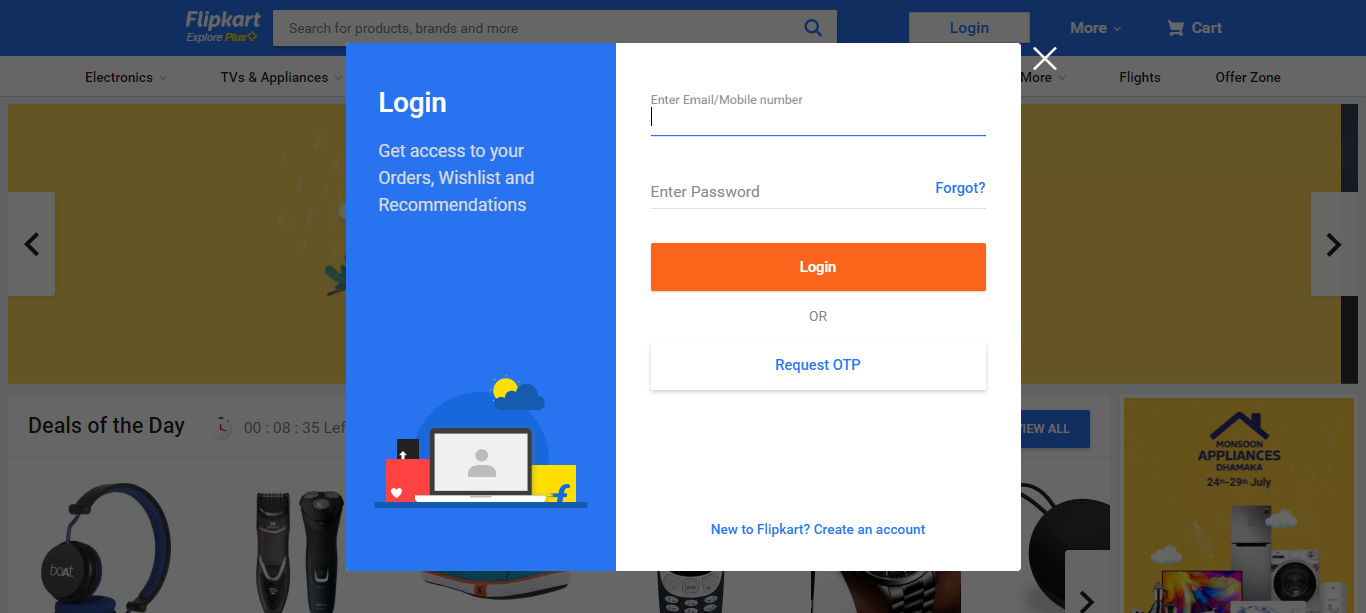 Flipkart
Explore Plus
Search for products, brands and more
Login
More
Cart
Electronics
TVs & Appliances
More
Flights
Offer Zone
Login
Get access to your
Orders, Wishlist and
Recommendations
Enter Email/Mobile number
Enter Password
Forgot?
Login
OR
Request OTP
New to Flipkart? Create an account
Deals of the Day
00 : 08 : 35 Lef
VIEW ALL
MONSOON
APPLIANCES
DHAMAKA
24th-29th July
boAt